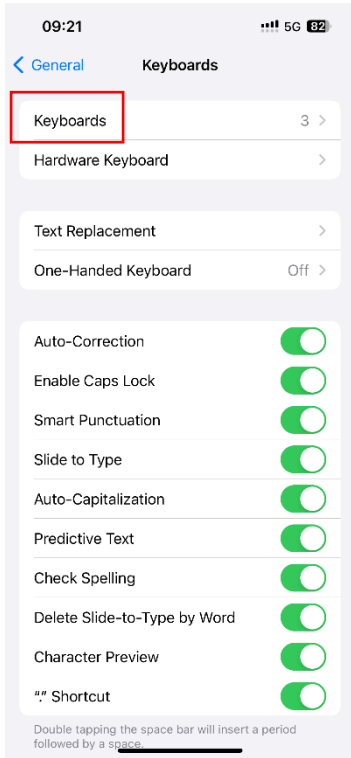 09:21 5G 82
General Keyboards
Keyboards 3
Hardware Keyboard
Text Replacement
One-Handed Keyboard Off
Auto-Correction
Enable Caps Lock
Smart Punctuation
Slide to Type
Auto-Capitalization
Predictive Text
Check Spelling
Delete Slide-to-Type by Word
Character Preview
“.” Shortcut
Double tapping the space bar will insert a period
followed by a space.